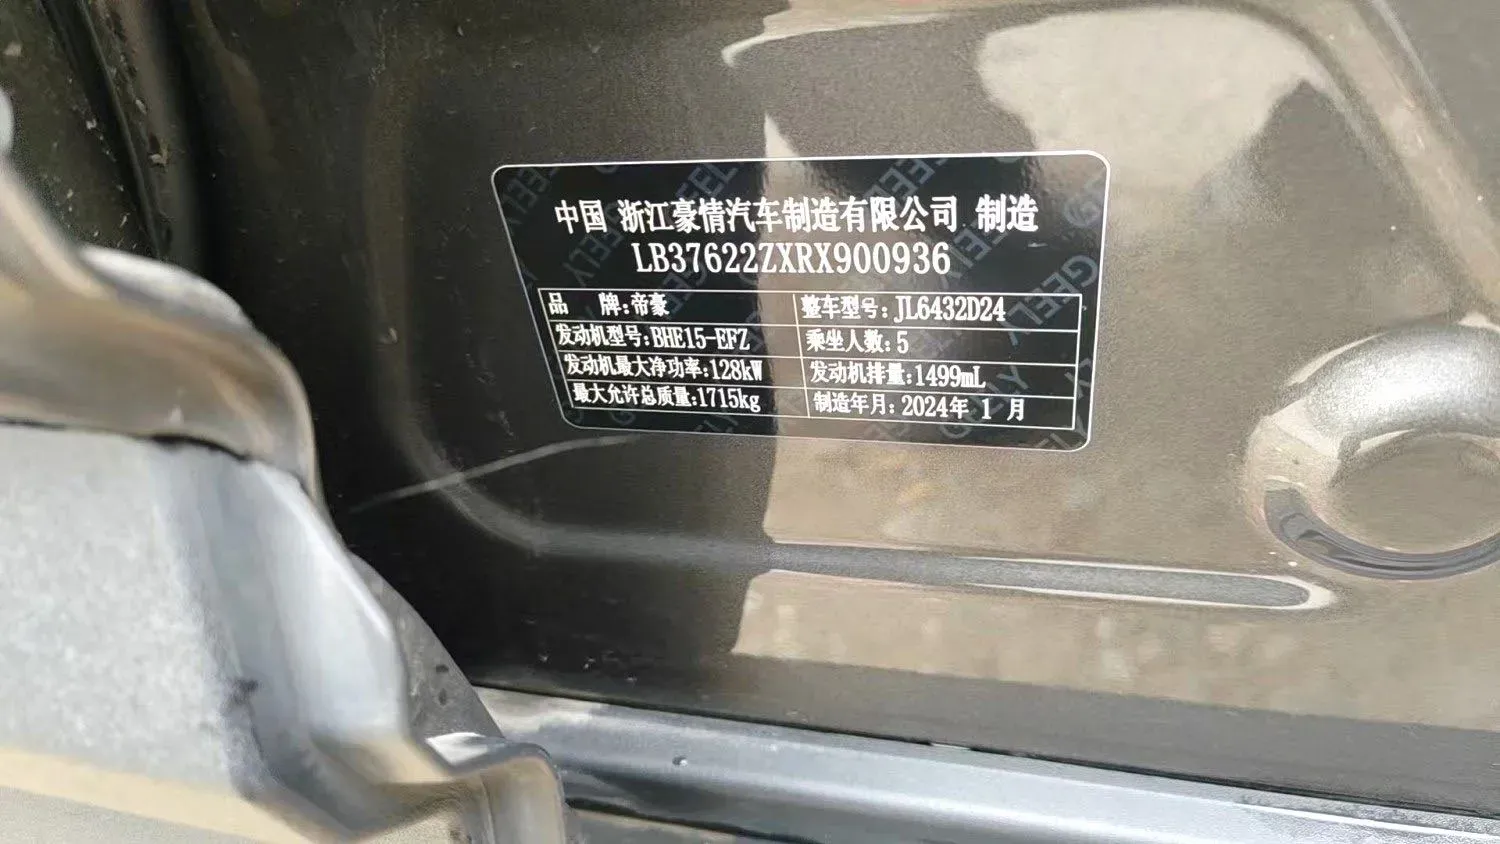 中国 浙江豪情汽车制造有限公司 制造
LB37622ZXRX900936
品 牌:帝豪 整车型号:JL6432D24
发动机型号:BHE15-EFZ 乘坐人数:5
发动机最大净功率:128kW 发动机排量:1499mL
最大允许总质量:1715kg 制造年月:2024年 1 月
GEELY